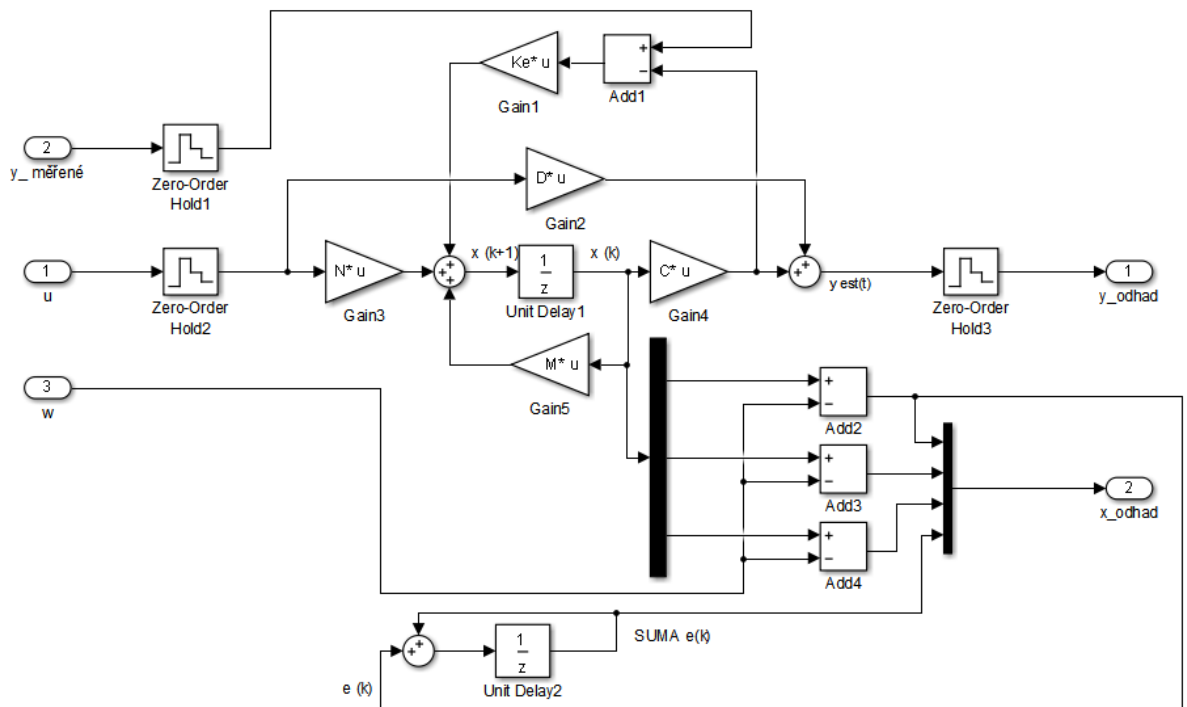 Ke* u
+
−
Gain1
Add1
2
y_ měřené
Zero-Order
Hold1
D* u
Gain2
1
u
Zero-Order
Hold2
N* u
Gain3
+
+
+
x (k+1)
1
z
Unit Delay1
x (k)
C* u
Gain4
+
+
y est(t)
Zero-Order
Hold3
1
y_odhad
M* u
Gain5
3
w
+
−
Add2
+
−
Add3
+
−
Add4
2
x_odhad
+
+
1
z
Unit Delay2
SUMA e(k)
e (k)